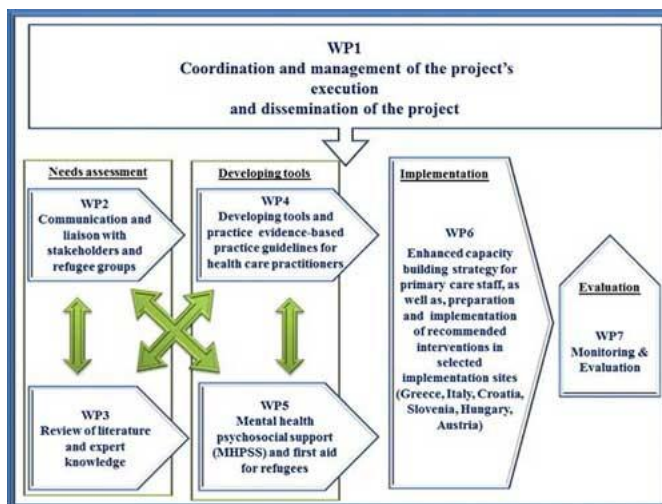 WP1
Coordination and management of the project's
execution
and dissemination of the project
Needs assessment
WP2
Communication and
liaison with
stakeholders and
refugee groups
WP3
Review of literature
and expert
knowledge
Developing tools
WP4
Developing tools and
practice evidence-based
practice guidelines for
health care practitioners
WP5
Mental health
psychosocial support
(MHPSS) and first aid
for refugees
Implementation
WP6
Enhanced capacity
building strategy for
primary care staff, as
well as, preparation
and implementation
of recommended
interventions in
selected
implementation sites
(Greece, Italy, Croatia,
Slovenia, Hungary,
Austria)
Evaluation
WP7
Monitoring &
Evaluation